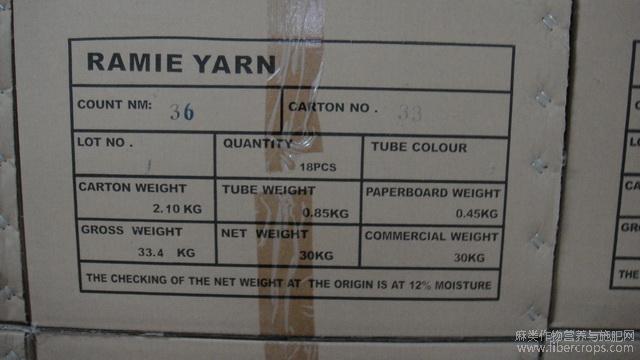 RAMIE YARN
COUNT NM: 36 CARTON NO . 33
LOT NO . QUANTITY TUBE COLOUR
1 18PCS
CARTON WEIGHT TUBE WEIGHT PAPERBOARD WEIGHT
2.10 KG 0.85KG 0.45KG
GROSS WEIGHT NET WEIGHT COMMERCIAL WEIGHT
33.4 KG 30KG 30KG
THE CHECKING OF THE NET WEIGHT AT THE ORIGIN IS AT 12% MOISTURE
THE
麻类作物营养与施肥网
www.fibercrops.com